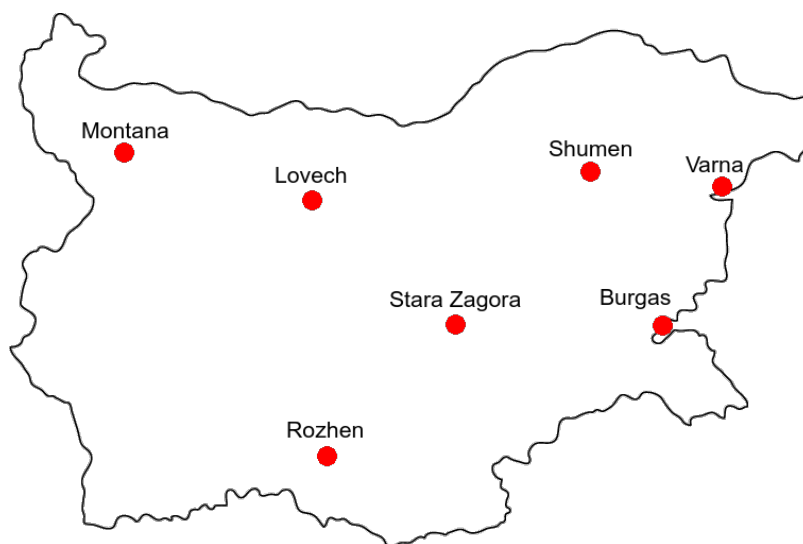 Montana
Lovech
Shumen
Varna
Stara Zagora
Burgas
Rozhen